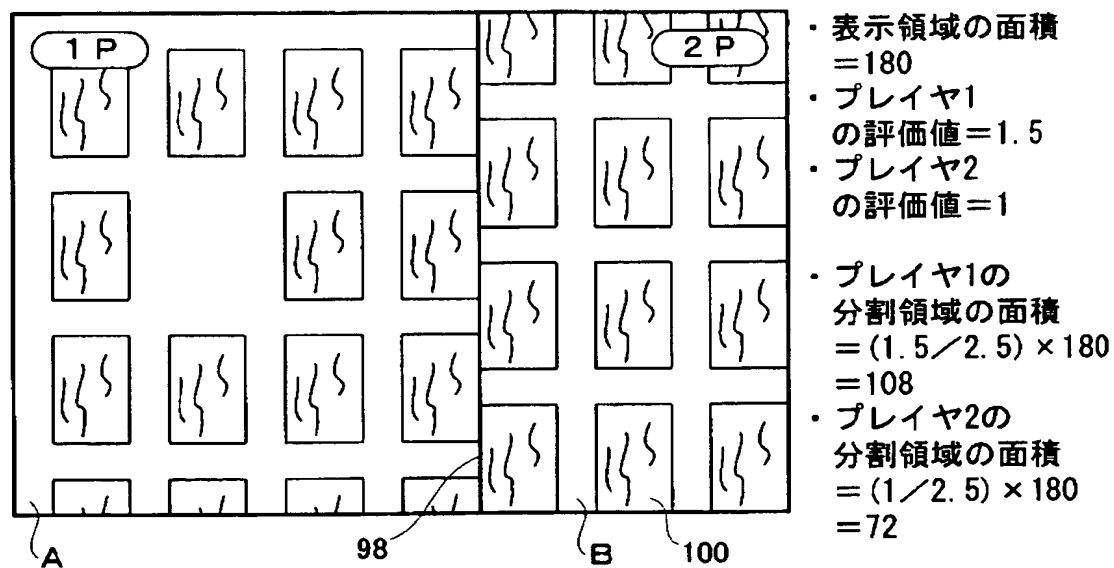 1P
2P
・表示領域の面積
＝180
・プレイヤ1
の評価値＝1.5
・プレイヤ2
の評価値＝1
・プレイヤ1の
分割領域の面積
＝(1.5／2.5)×180
＝108
・プレイヤ2の
分割領域の面積
＝(1／2.5)×180
＝72
A
98
B
100